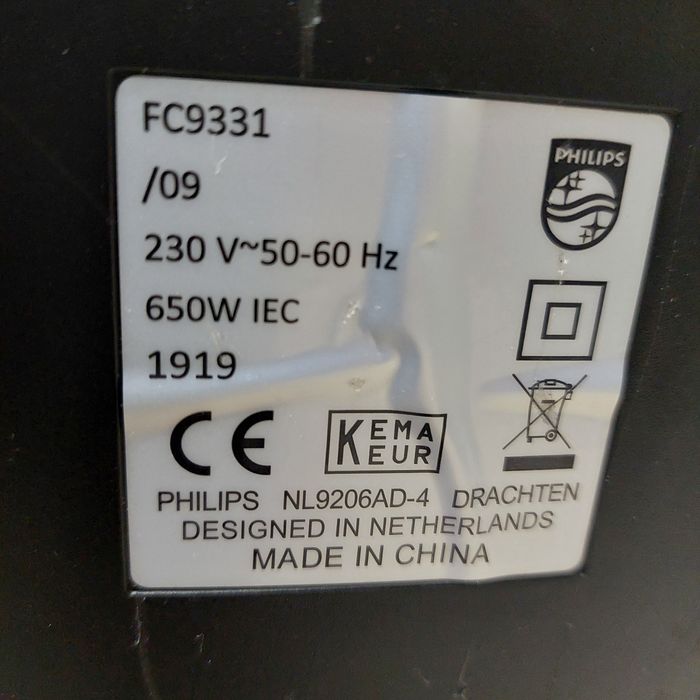 FC9331
/09
230 V~50-60 Hz
650W IEC
1919
PHILIPS
CE
KEMA
EUR
PHILIPS NL9206AD-4 DRACHTEN
DESIGNED IN NETHERLANDS
MADE IN CHINA